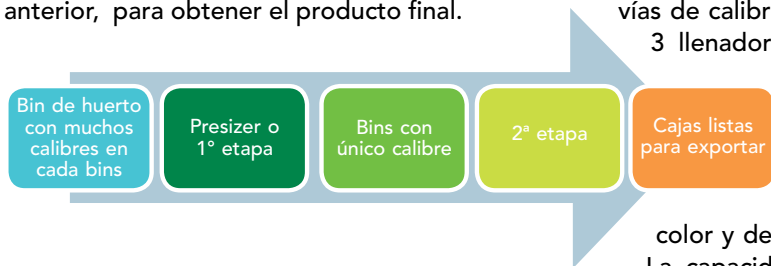 anterior, para obtener el producto final.
vías de calibr
3 llenador
Bin de huerto
con muchos
calibres en
cada bins
Presizer o
1° etapa
Bins con
único calibre
2ª etapa
Cajas listas
para exportar
color y de
La capacid